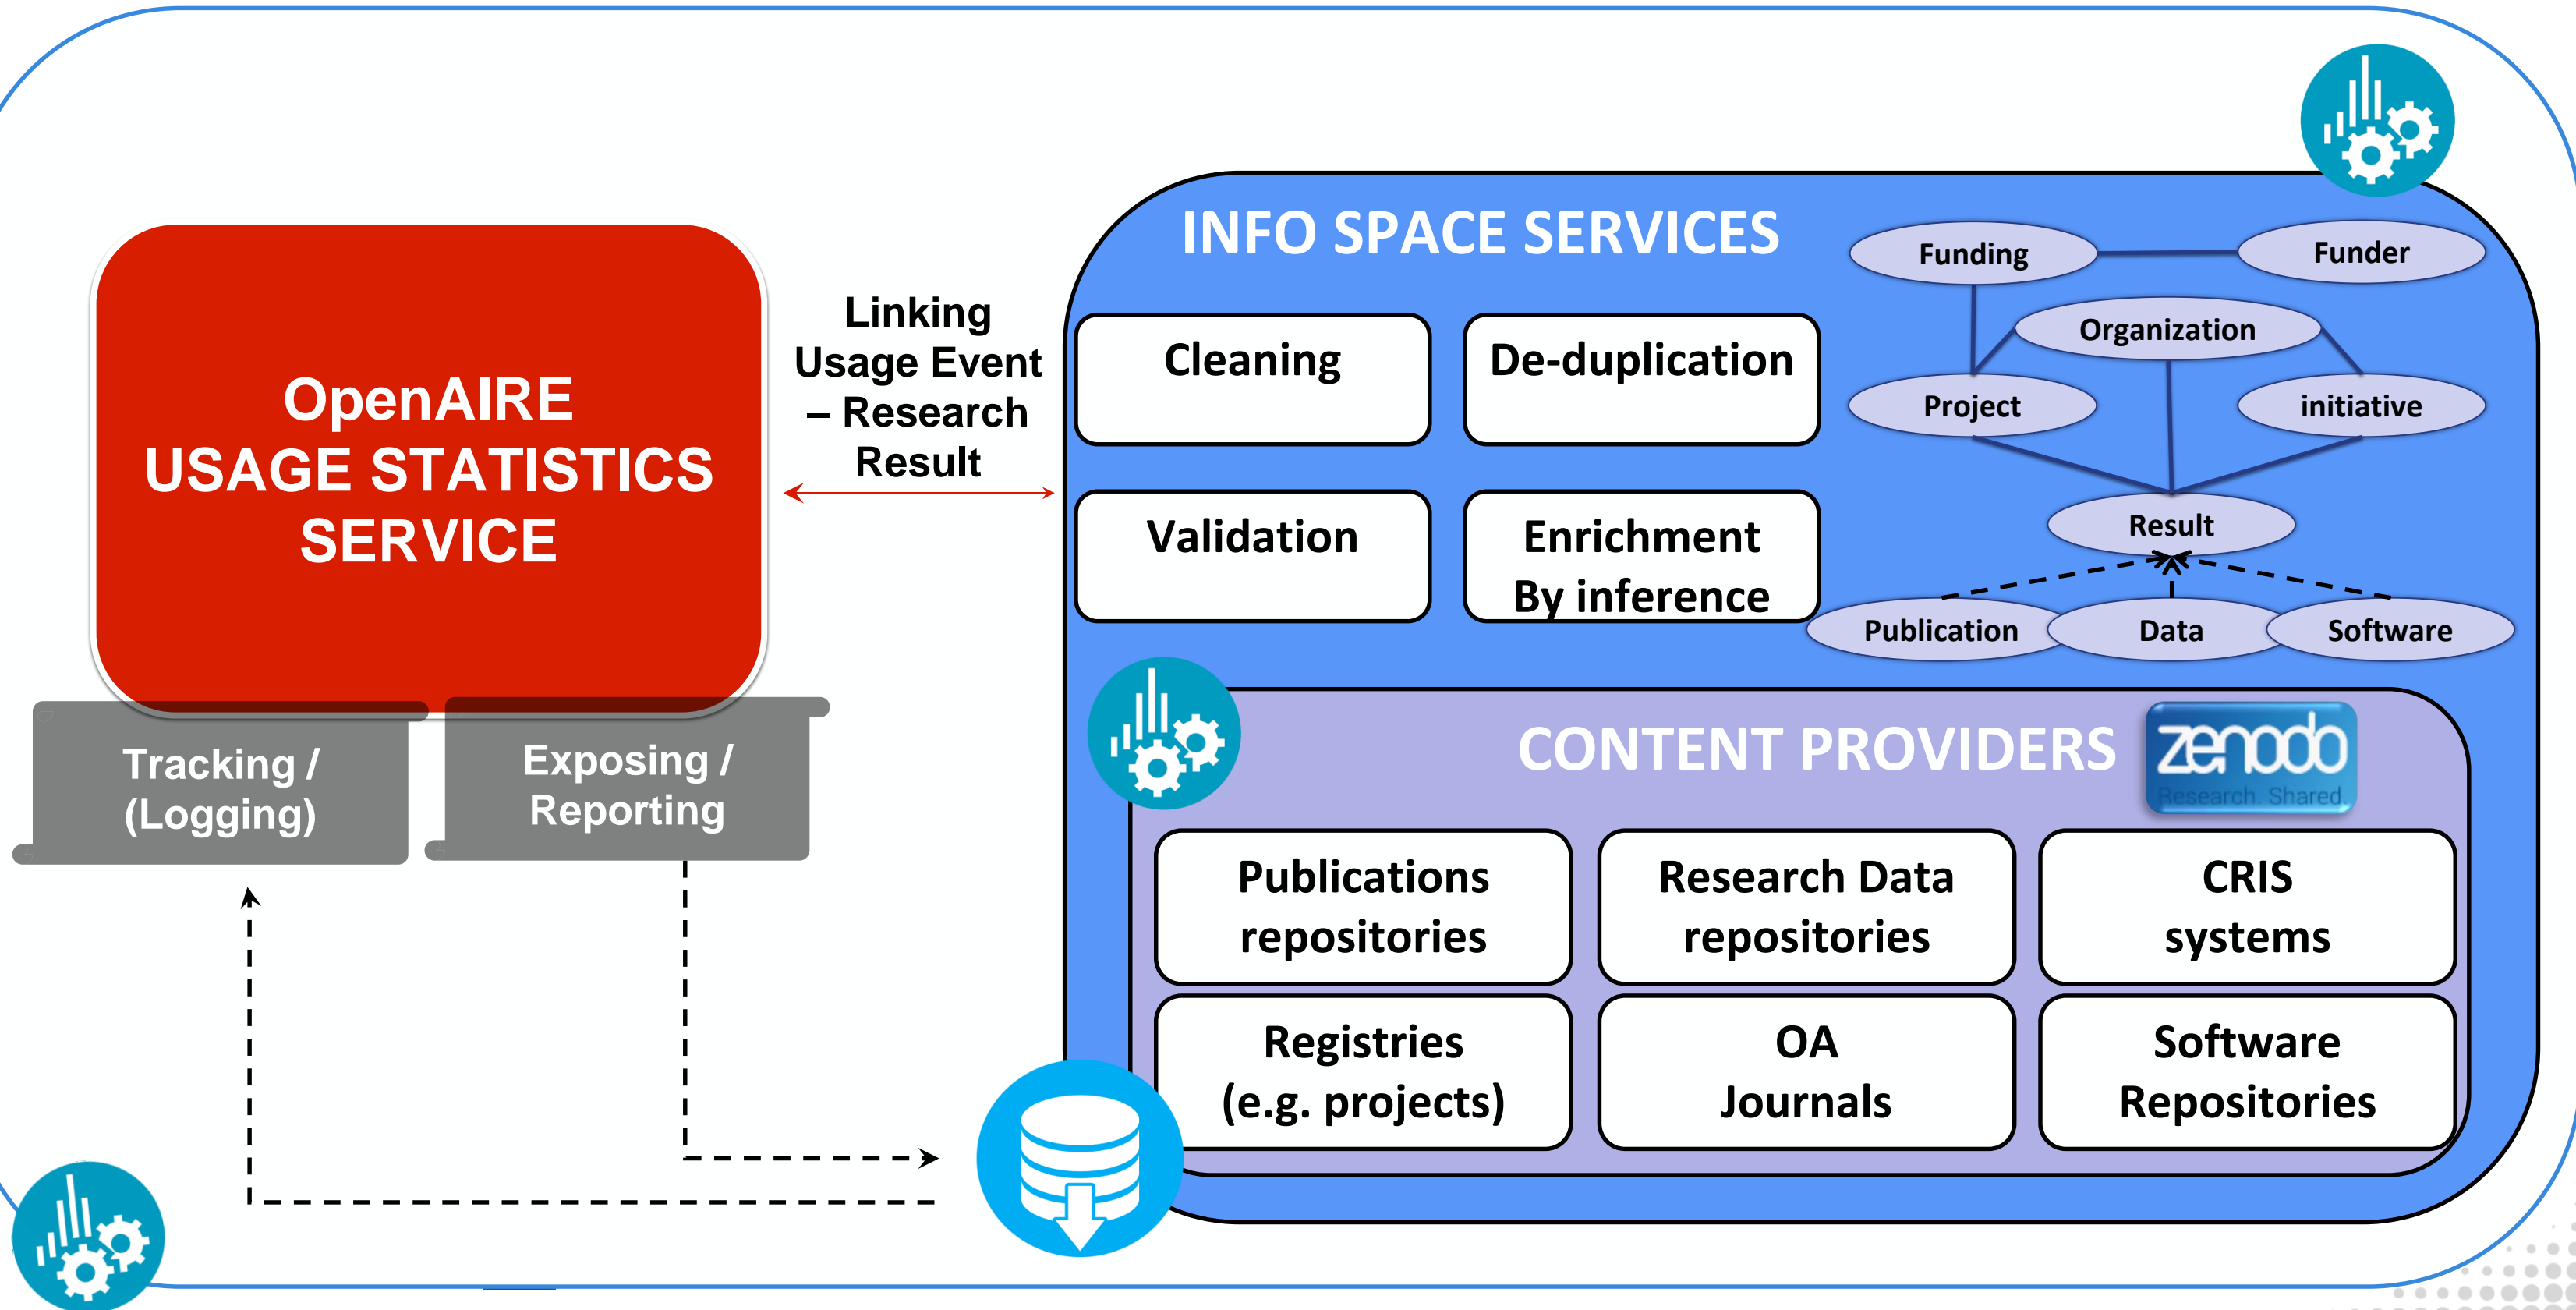 OpenAIRE
USAGE STATISTICS
SERVICE
Tracking /
(Logging)
Exposing /
Reporting
Linking
Usage Event
– Research
Result
INFO SPACE SERVICES
Cleaning
De-duplication
Validation
Enrichment
By inference
Funding
Funder
Organization
Project
initiative
Result
Publication
Data
Software
CONTENT PROVIDERS
zenodo
Research. Shared.
Publications
repositories
Research Data
repositories
CRIS
systems
Registries
(e.g. projects)
OA
Journals
Software
Repositories